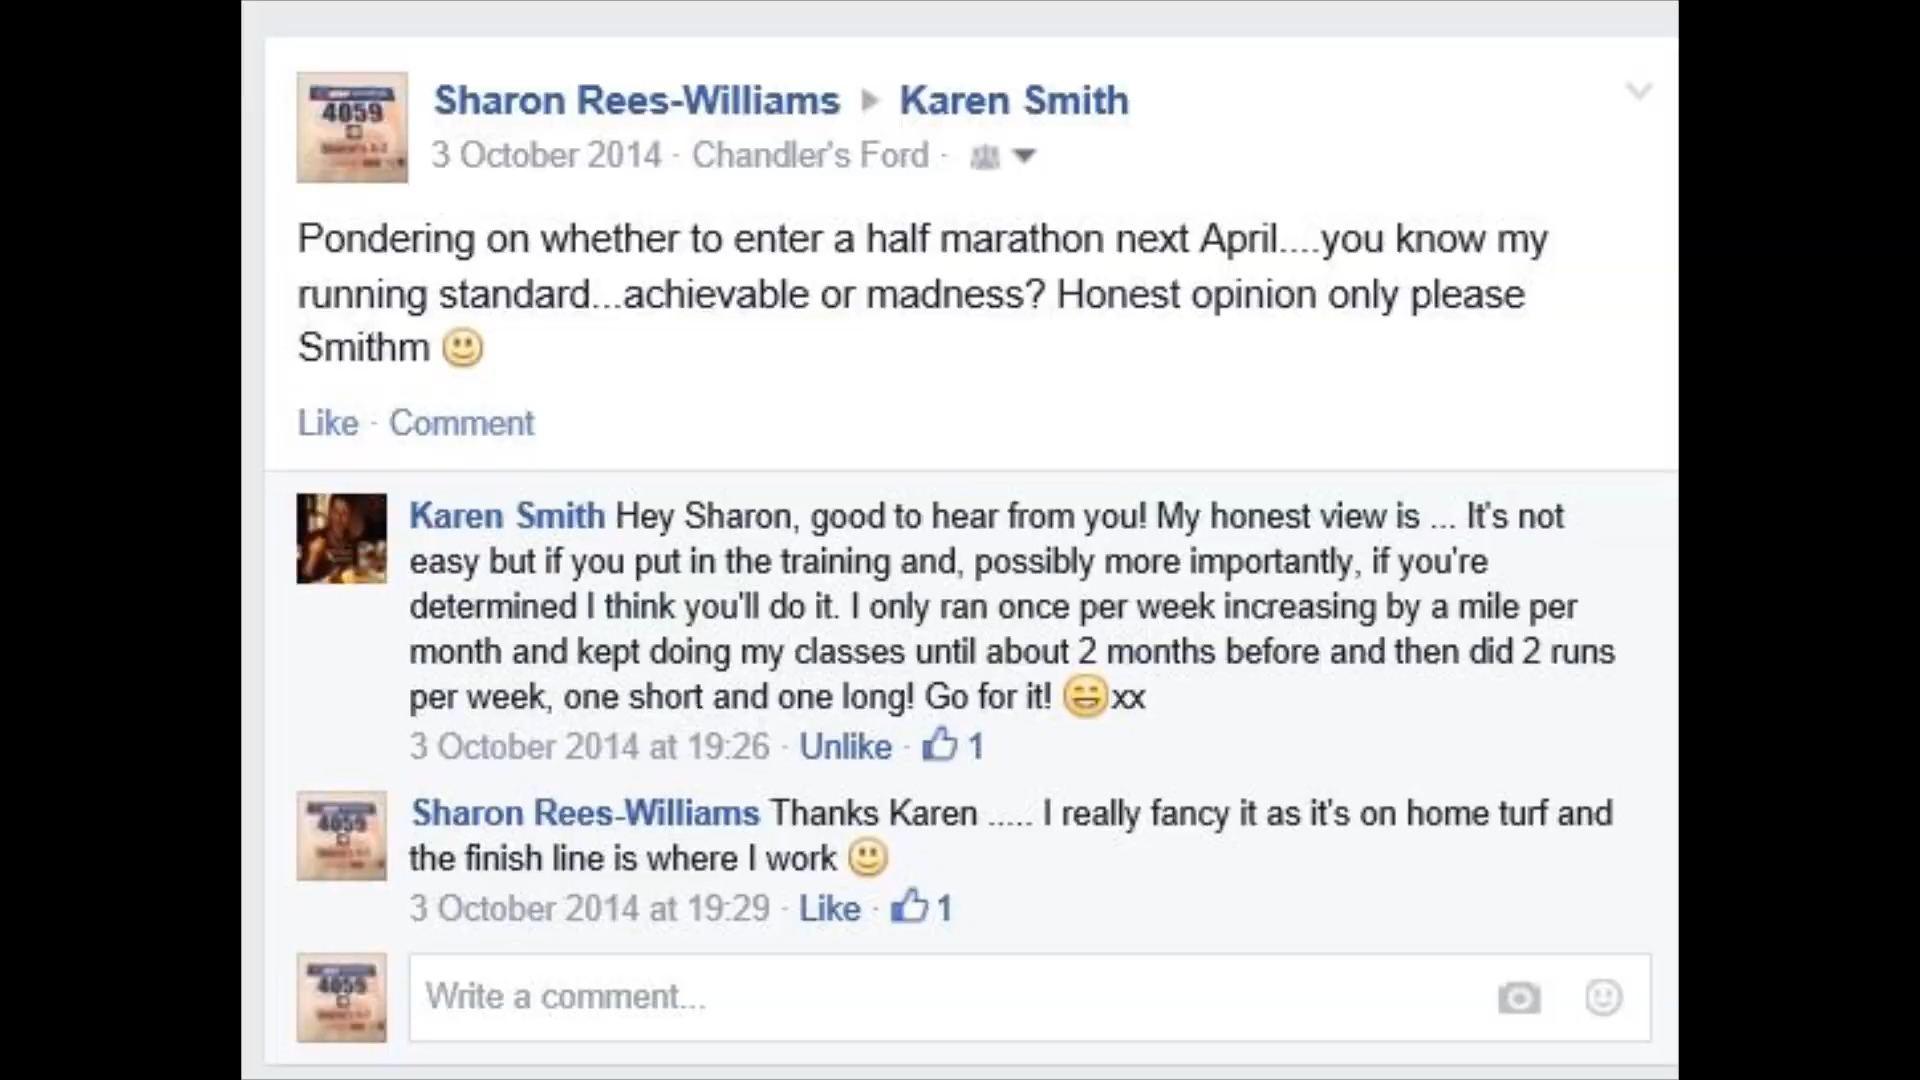 4059
Sharon Rees-Williams Karen Smith
3 October 2014 · Chandler's Ford ·
Pondering on whether to enter a half marathon next April....you know my
running standard...achievable or madness? Honest opinion only please
Smithm
Like · Comment
Karen Smith Hey Sharon, good to hear from you! My honest view is ... It's not
easy but if you put in the training and, possibly more importantly, if you're
determined I think you'll do it. I only ran once per week increasing by a mile per
month and kept doing my classes until about 2 months before and then did 2 runs
per week, one short and one long! Go for it! xx
3 October 2014 at 19:26 · Unlike · 1
4059
Sharon Rees-Williams Thanks Karen ..... I really fancy it as it's on home turf and
the finish line is where I work
3 October 2014 at 19:29 · Like · 1
4059
Write a comment...